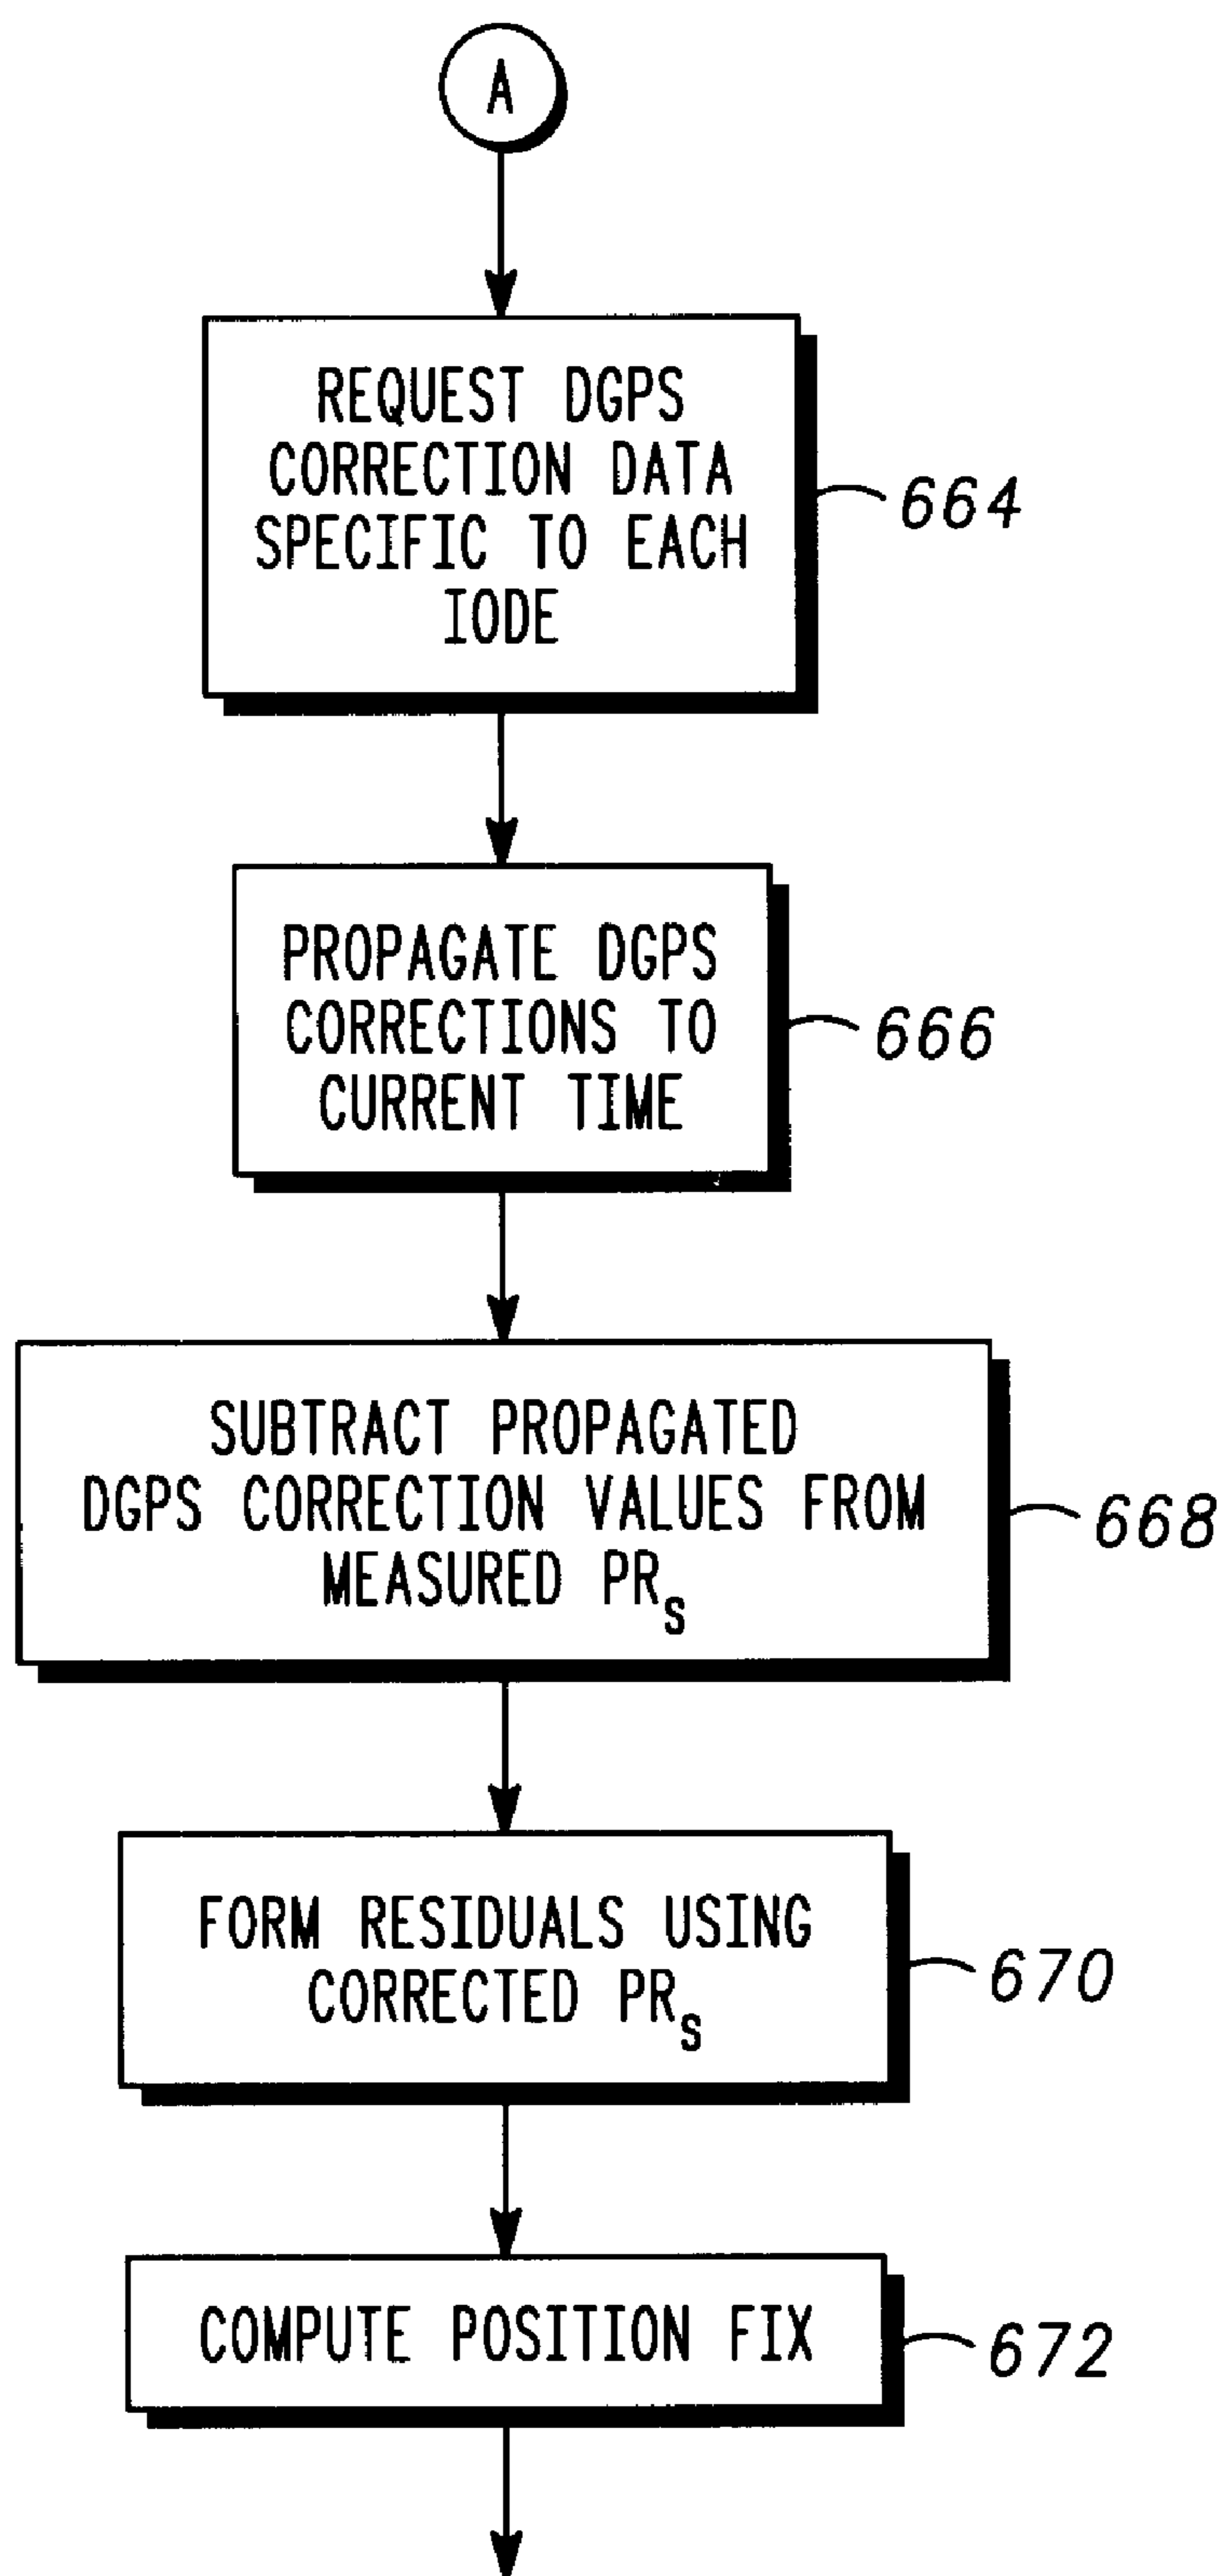 A
REQUEST DGPS
CORRECTION DATA
SPECIFIC TO EACH
IODE
664
PROPAGATE DGPS
CORRECTIONS TO
CURRENT TIME
666
SUBTRACT PROPAGATED
DGPS CORRECTION VALUES FROM
MEASURED PRs
668
FORM RESIDUALS USING
CORRECTED PRs
670
COMPUTE POSITION FIX
672